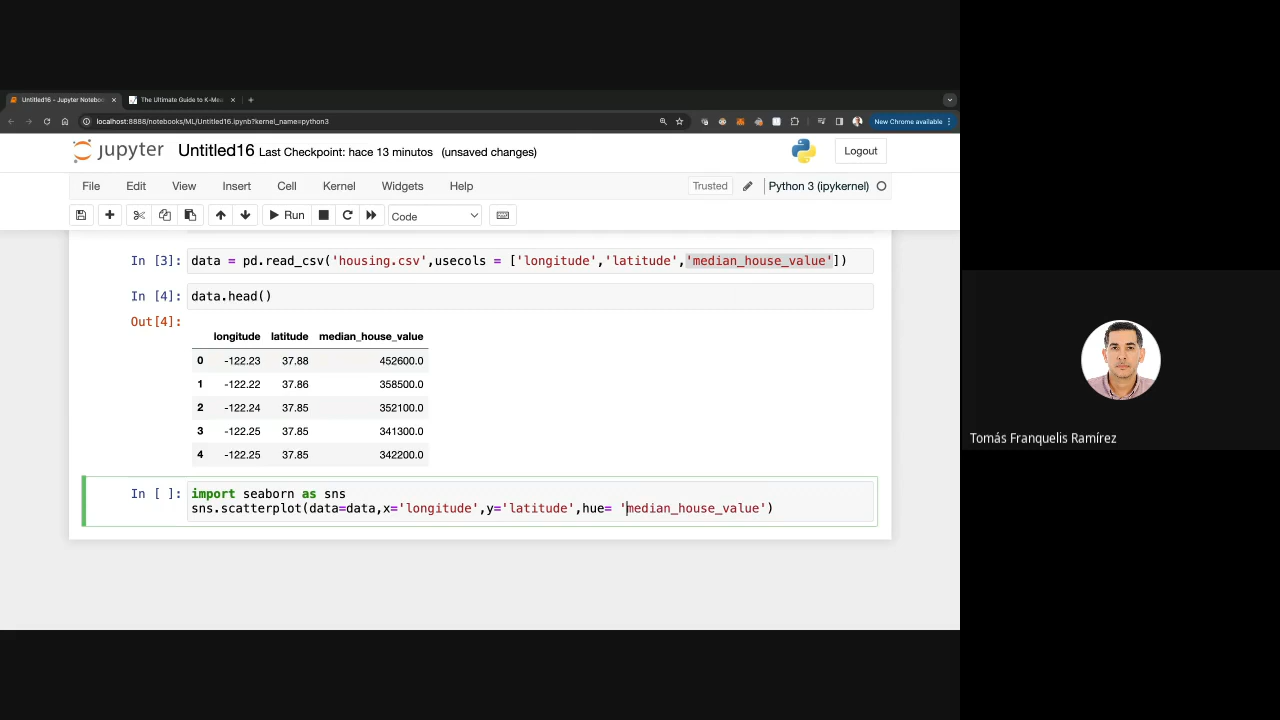 Untitled16 - Jupyter Noteboo
The Ultimate Guide to K-Me
localhost:8888/notebooks/ML/Untitled16.ipynb?kernel_name=python3
New Chrome available
jupyter Untitled16 Last Checkpoint: hace 13 minutos (unsaved changes)
Logout
File Edit View Insert Cell Kernel Widgets Help
Trusted
Python 3 (ipykernel)
Run
Code
In [3]: data = pd.read_csv('housing.csv',usecols = ['longitude','latitude','median_house_value'])
In [4]: data.head()
Out[4]:
longitude latitude median_house_value
0 -122.23 37.88 452600.0
1 -122.22 37.86 358500.0
2 -122.24 37.85 352100.0
3 -122.25 37.85 341300.0
4 -122.25 37.85 342200.0
In [ ]: import seaborn as sns
sns.scatterplot(data=data,x='longitude',y='latitude',hue= 'median_house_value')
Tomás Franquelis Ramírez